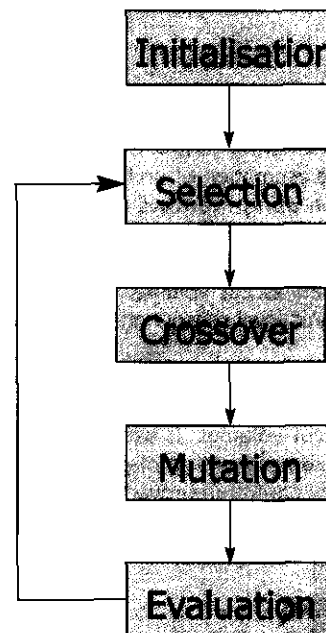 Initialisation
Selection
Crossover
Mutation
Evaluation